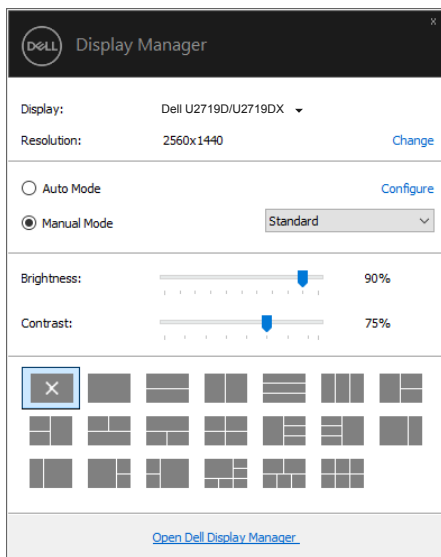 x
DELL Display Manager
Display: Dell U2719D/U2719DX
Resolution: 2560x1440 Change
Auto Mode Configure
Manual Mode Standard
Brightness: 90%
Contrast: 75%
Open Dell Display Manager